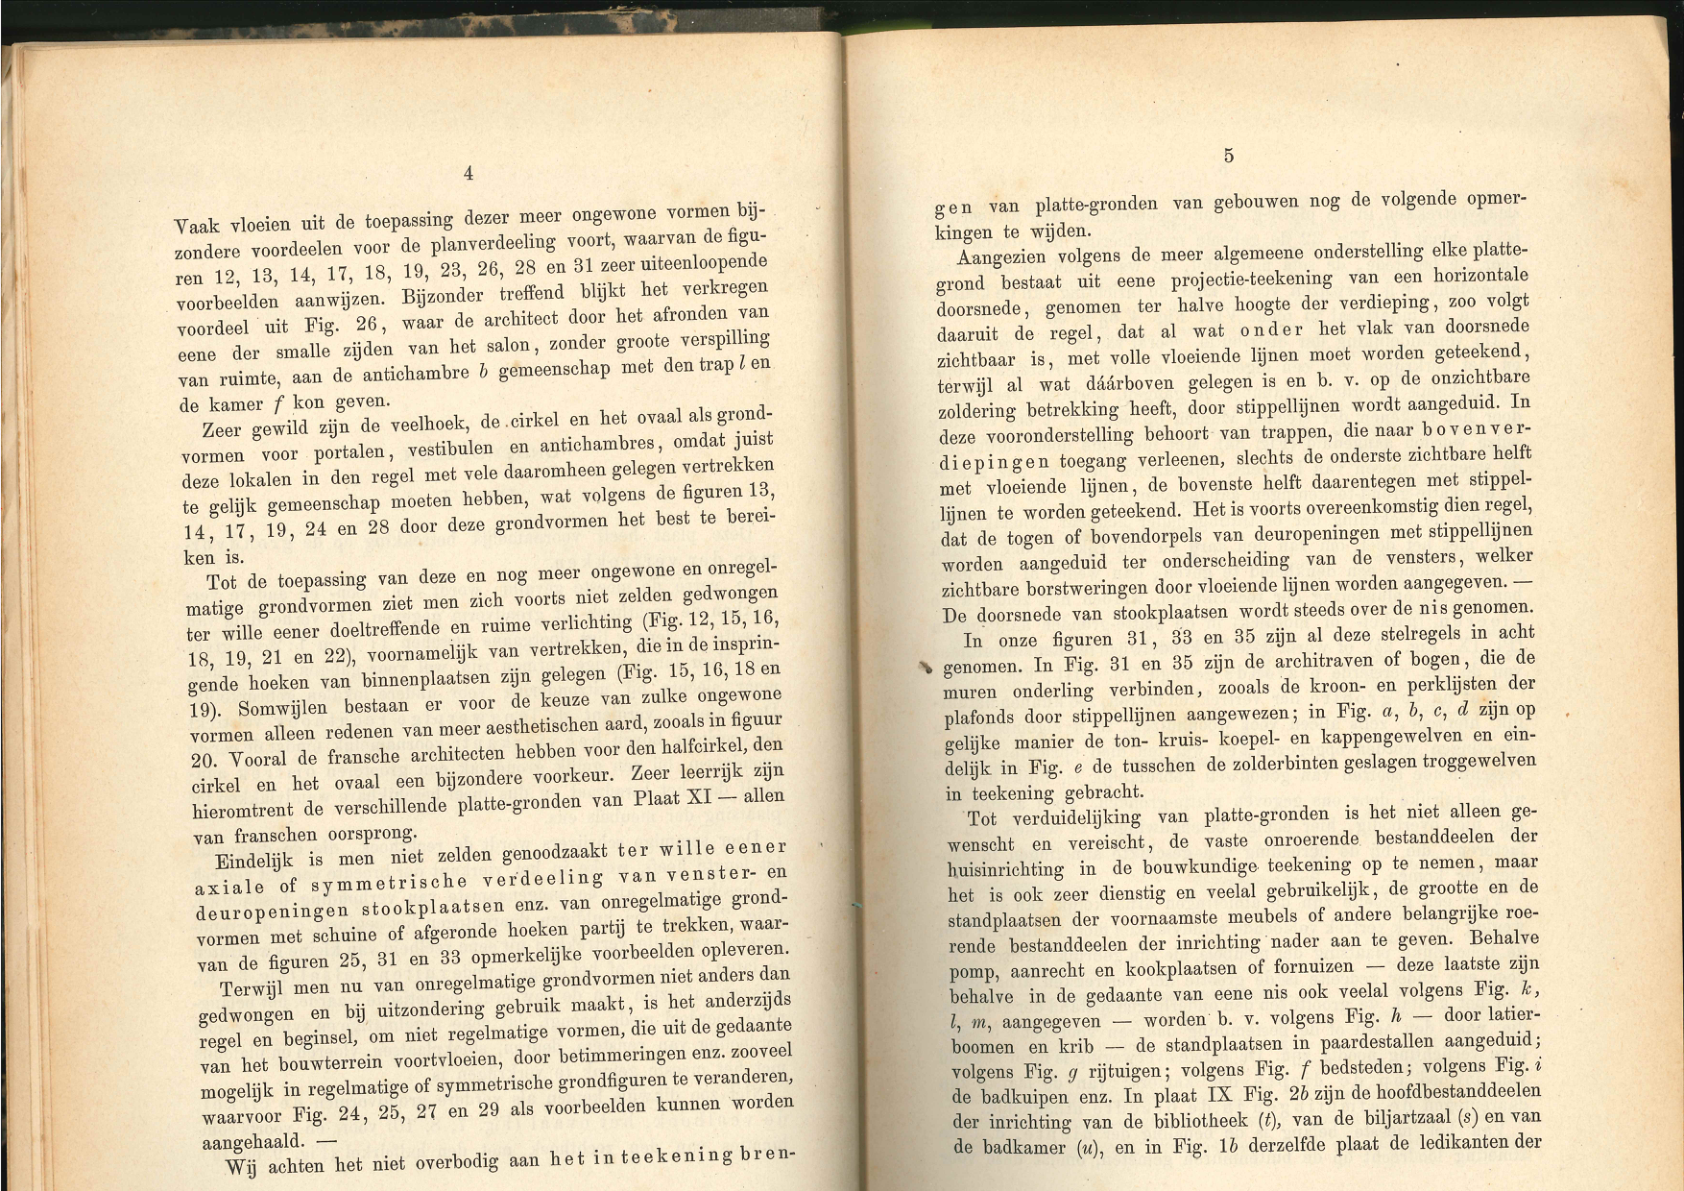 4
Vaak vloeien uit de toepassing dezer meer ongewone vormen bij-
zondere voordeelen voor de planverdeeling voort, waarvan de figu-
ren 12, 13, 14, 17, 18, 19, 23, 26, 28 en 31 zeer uiteenloopende
voorbeelden aanwijzen. Bijzonder treffend blijkt het verkregen
voordeel uit Fig. 26, waar de architect door het afronden van
eene der smalle zijden van het salon, zonder groote verspilling
van ruimte, aan de antichambre b gemeenschap met den trap l en
de kamer f kon geven.
Zeer gewild zijn de veelhoek, de cirkel en het ovaal als grond-
vormen voor portalen, vestibulen en antichambres, omdat juist
deze lokalen in den regel met vele daaromheen gelegen vertrekken
te gelijk gemeenschap moeten hebben, wat volgens de figuren 13,
14, 17, 19, 24 en 28 door deze grondvormen het best te berei-
ken is.
Tot de toepassing van deze en nog meer ongewone en onregel-
matige grondvormen ziet men zich voorts niet zelden gedwongen
ter wille eener doeltreffende en ruime verlichting (Fig. 12, 15, 16,
18, 19, 21 en 22), voornamelijk van vertrekken, die in de insprin-
gende hoeken van binnenplaatsen zijn gelegen (Fig. 15, 16, 18 en
19). Somwijlen bestaan er voor de keuze van zulke ongewone
vormen alleen redenen van meer aesthetischen aard, zooals in figuur
20. Vooral de fransche architecten hebben voor den halfcirkel, den
cirkel en het ovaal een bijzondere voorkeur. Zeer leerrijk zijn
hieromtrent de verschillende platte-gronden van Plaat XI — allen
van franschen oorsprong.
Eindelijk is men niet zelden genoodzaakt ter wille eener
axiale of symmetrische verdeeling van venster- en
deuropeningen stookplaatsen enz. van onregelmatige grond-
vormen met schuine of afgeronde hoeken partij te trekken, waar-
van de figuren 25, 31 en 33 opmerkelijke voorbeelden opleveren.
Terwijl men nu van onregelmatige grondvormen niet anders dan
gedwongen en bij uitzondering gebruik maakt, is het anderzijds
regel en beginsel, om niet regelmatige vormen, die uit de gedaante
van het bouwterrein voortvloeien, door betimmeringen enz. zooveel
mogelijk in regelmatige of symmetrische grondfiguren te veranderen,
waarvoor Fig. 24, 25, 27 en 29 als voorbeelden kunnen worden
aangehaald. —
Wij achten het niet overbodig aan het in teekening bren-
5
gen van platte-gronden van gebouwen nog de volgende opmer-
kingen te wijden.
Aangezien volgens de meer algemeene onderstelling elke platte-
grond bestaat uit eene projectie-teekening van een horizontale
doorsnede, genomen ter halve hoogte der verdieping, zoo volgt
daaruit de regel, dat al wat onder het vlak van doorsnede
zichtbaar is, met volle vloeiende lijnen moet worden geteekend,
terwijl al wat dáárboven gelegen is en b. v. op de onzichtbare
zoldering betrekking heeft, door stippellijnen wordt aangeduid. In
deze vooronderstelling behoort van trappen, die naar bovenver-
diepingen toegang verleenen, slechts de onderste zichtbare helft
met vloeiende lijnen, de bovenste helft daarentegen met stippel-
lijnen te worden geteekend. Het is voorts overeenkomstig dien regel,
dat de togen of bovendorpels van deuropeningen met stippellijnen
worden aangeduid ter onderscheiding van de vensters, welker
zichtbare borstweringen door vloeiende lijnen worden aangegeven. —
De doorsnede van stookplaatsen wordt steeds over de nis genomen.
In onze figuren 31, 33 en 35 zijn al deze stelregels in acht
genomen. In Fig. 31 en 35 zijn de architraven of bogen, die de
muren onderling verbinden, zooals de kroon- en perklijsten der
plafonds door stippellijnen aangewezen; in Fig. a, b, c, d zijn op
gelijke manier de ton- kruis- koepel- en kappengewelven en ein-
delijk in Fig. e de tusschen de zolderbinten geslagen troggewelven
in teekening gebracht.
Tot verduidelijking van platte-gronden is het niet alleen ge-
wenscht en vereischt, de vaste onroerende bestanddeelen der
huisinrichting in de bouwkundige teekening op te nemen, maar
het is ook zeer dienstig en veelal gebruikelijk, de grootte en de
standplaatsen der voornaamste meubels of andere belangrijke roe-
rende bestanddeelen der inrichting nader aan te geven. Behalve
pomp, aanrecht en kookplaatsen of fornuizen — deze laatste zijn
behalve in de gedaante van eene nis ook veelal volgens Fig. k,
l, m, aangegeven — worden b. v. volgens Fig. h — door latier-
boomen en krib — de standplaatsen in paardestallen aangeduid;
volgens Fig. g rijtuigen; volgens Fig. f bedsteden; volgens Fig. i
de badkuipen enz. In plaat IX Fig. 2b zijn de hoofdbestanddeelen
der inrichting van de bibliotheek (t), van de biljartzaal (s) en van
de badkamer (u), en in Fig. 1b derzelfde plaat de ledikanten der